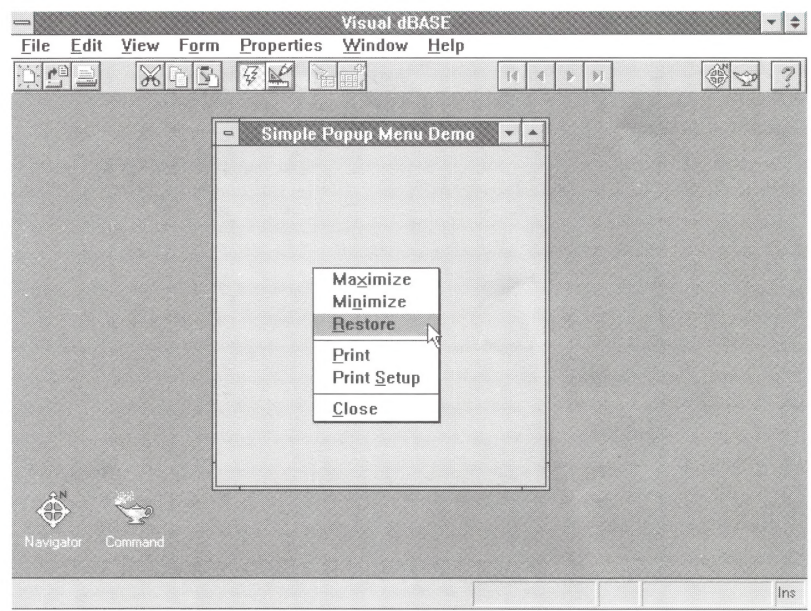 Visual dBASE
File Edit View Form Properties Window Help
Simple Popup Menu Demo
Maximize
Minimize
Restore
Print
Print Setup
Close
N
Navigator Command
Ins